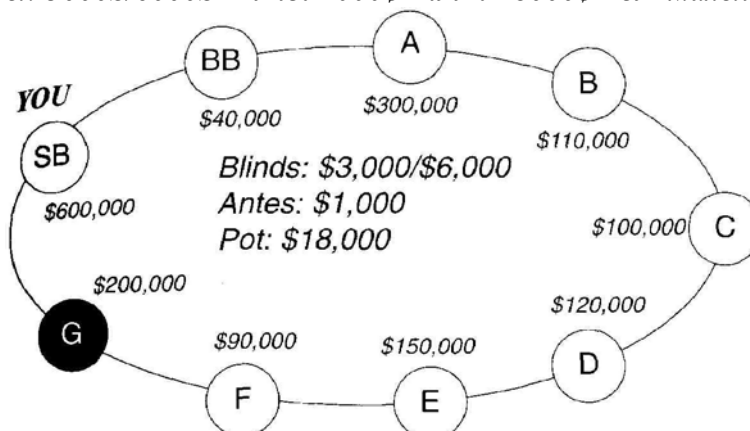 A
BB
B
YOU
$40,000
$300,000
$110,000
SB
Blinds: $3,000/$6,000
Antes: $1,000
$600,000
Pot: $18,000
$100,000
C
$200,000
$120,000
G
$90,000
$150,000
D
F
E